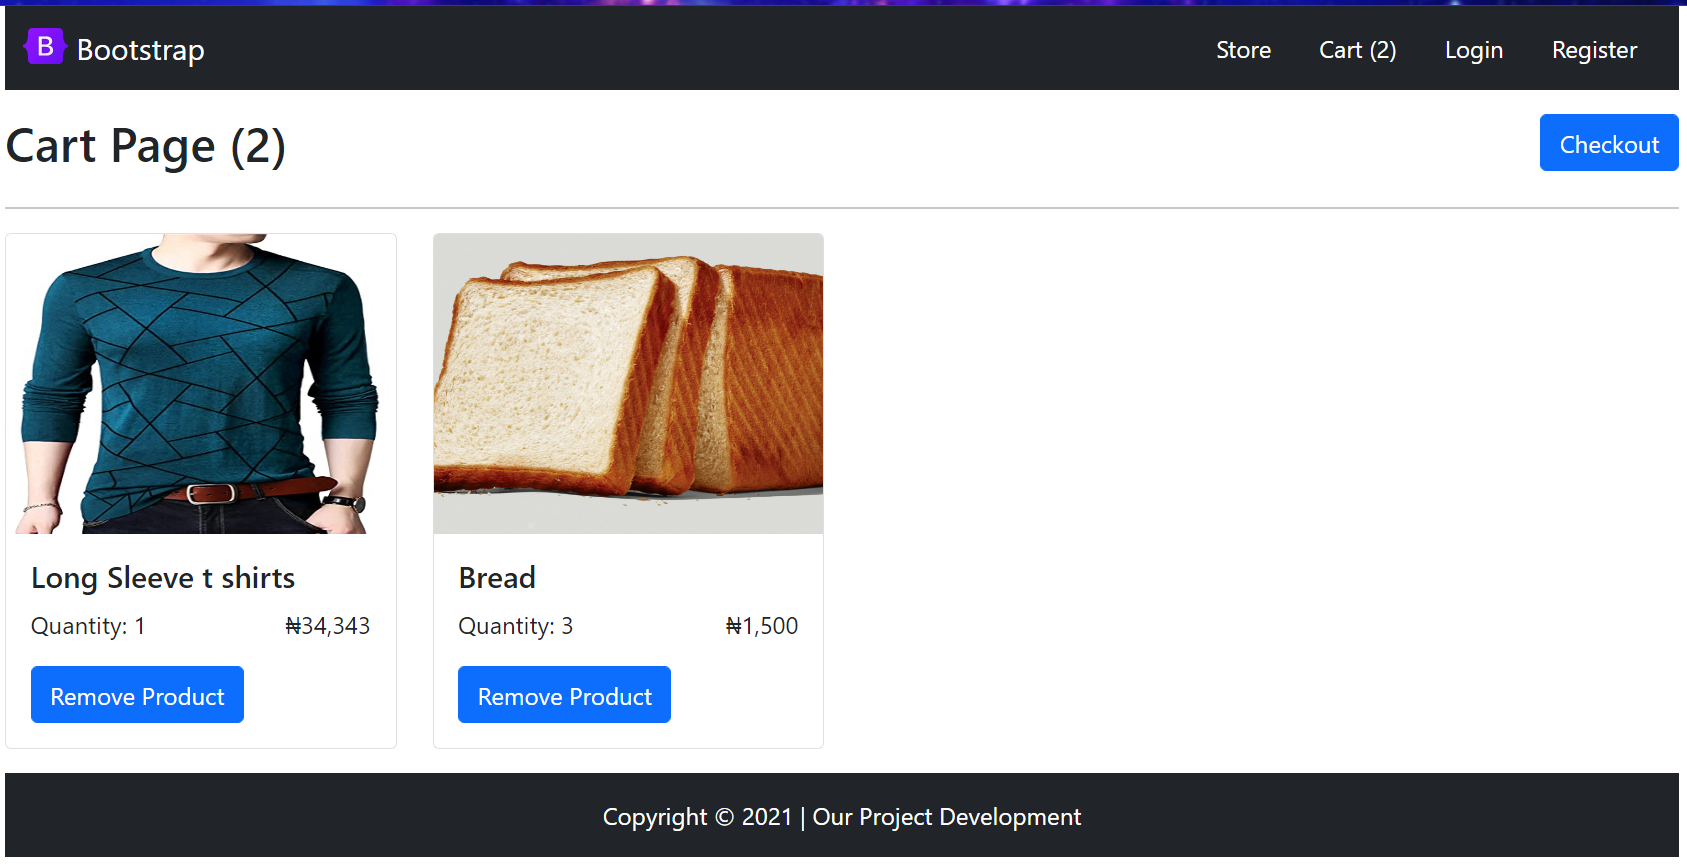 B Bootstrap Store Cart (2) Login Register
Cart Page (2) Checkout
Long Sleeve t shirts
Quantity: 1 ₦34,343
Remove Product
Bread
Quantity: 3 ₦1,500
Remove Product
Copyright © 2021 | Our Project Development